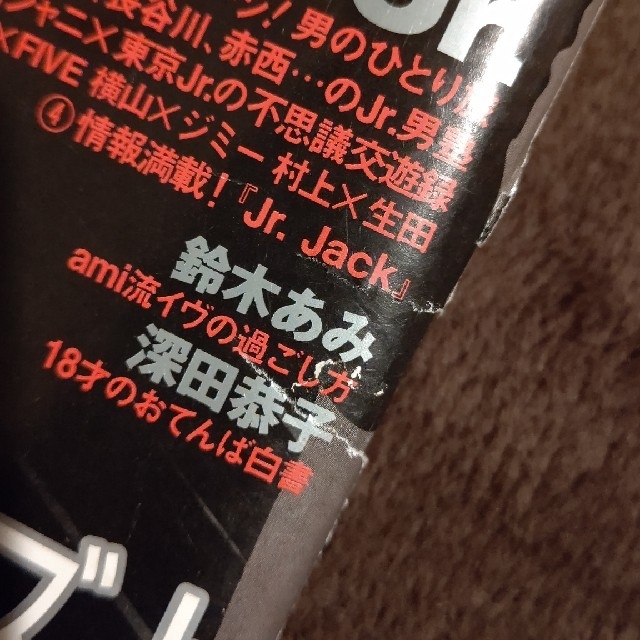 ジ! 男のひとり
長谷川、赤西…のJr.男
ジャニ×東京Jr.の不思議交遊録
×FIVE 横山×ジミー 村上×生田
④情報満載!『Jr. Jack』
鈴木あみ
ami流イヴの過ごし方
深田恭子
18才のおてんば白書
ブ